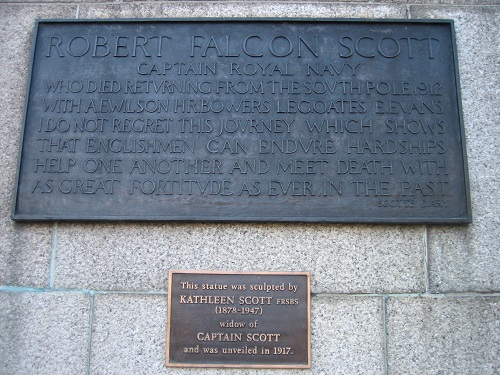 ROBERT FALCON SCOTT
CAPTAIN ROYAL NAVY
WHO DIED RETVRNING FROM THE SOVTH POLE 1912
WITH A.E.WILSON H.R.BOWERS L.E.G.OATES E.EVANS
I DO NOT REGRET THIS JOVRNEY WHICH SHOWS
THAT ENGLISHMEN CAN ENDVRE HARDSHIPS
HELP ONE ANOTHER AND MEET DEATH WITH
AS GREAT FORTITVDE AS EVER IN THE PAST
SCOTTS DIARY
This statue was sculpted by
KATHLEEN SCOTT FRSBS
(1878-1947)
widow of
CAPTAIN SCOTT
and was unveiled in 1917.